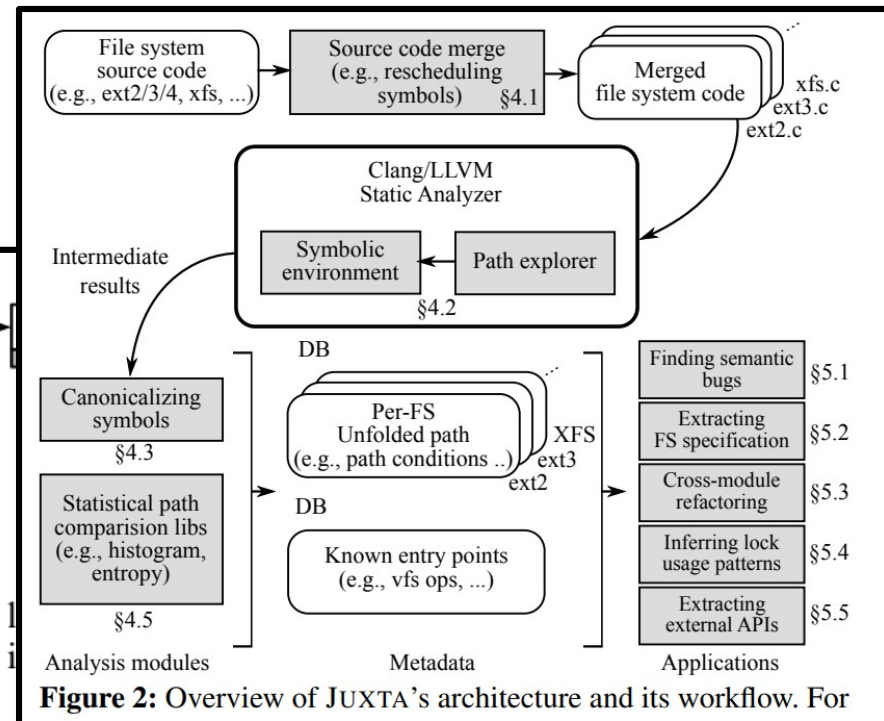 File system
source code
(e.g., ext2/3/4, xfs, ...)
Source code merge
(e.g., rescheduling
symbols)
§4.1
Merged
file system code
...
xfs.c
ext3.c
ext2.c
Clang/LLVM
Static Analyzer
Symbolic
environment
Path explorer
§4.2
Intermediate
results
Canonicalizing
symbols
§4.3
Statistical path
comparision libs
(e.g., histogram,
entropy)
§4.5
Analysis modules
DB
Per-FS
Unfolded path
(e.g., path conditions ..)
...
XFS
ext3
ext2
DB
Known entry points
(e.g., vfs ops, ...)
Metadata
Finding semantic
bugs
§5.1
Extracting
FS specification
§5.2
Cross-module
refactoring
§5.3
Inferring lock
usage patterns
§5.4
Extracting
external APIs
§5.5
Applications
Figure 2: Overview of JUXTA's architecture and its workflow. For